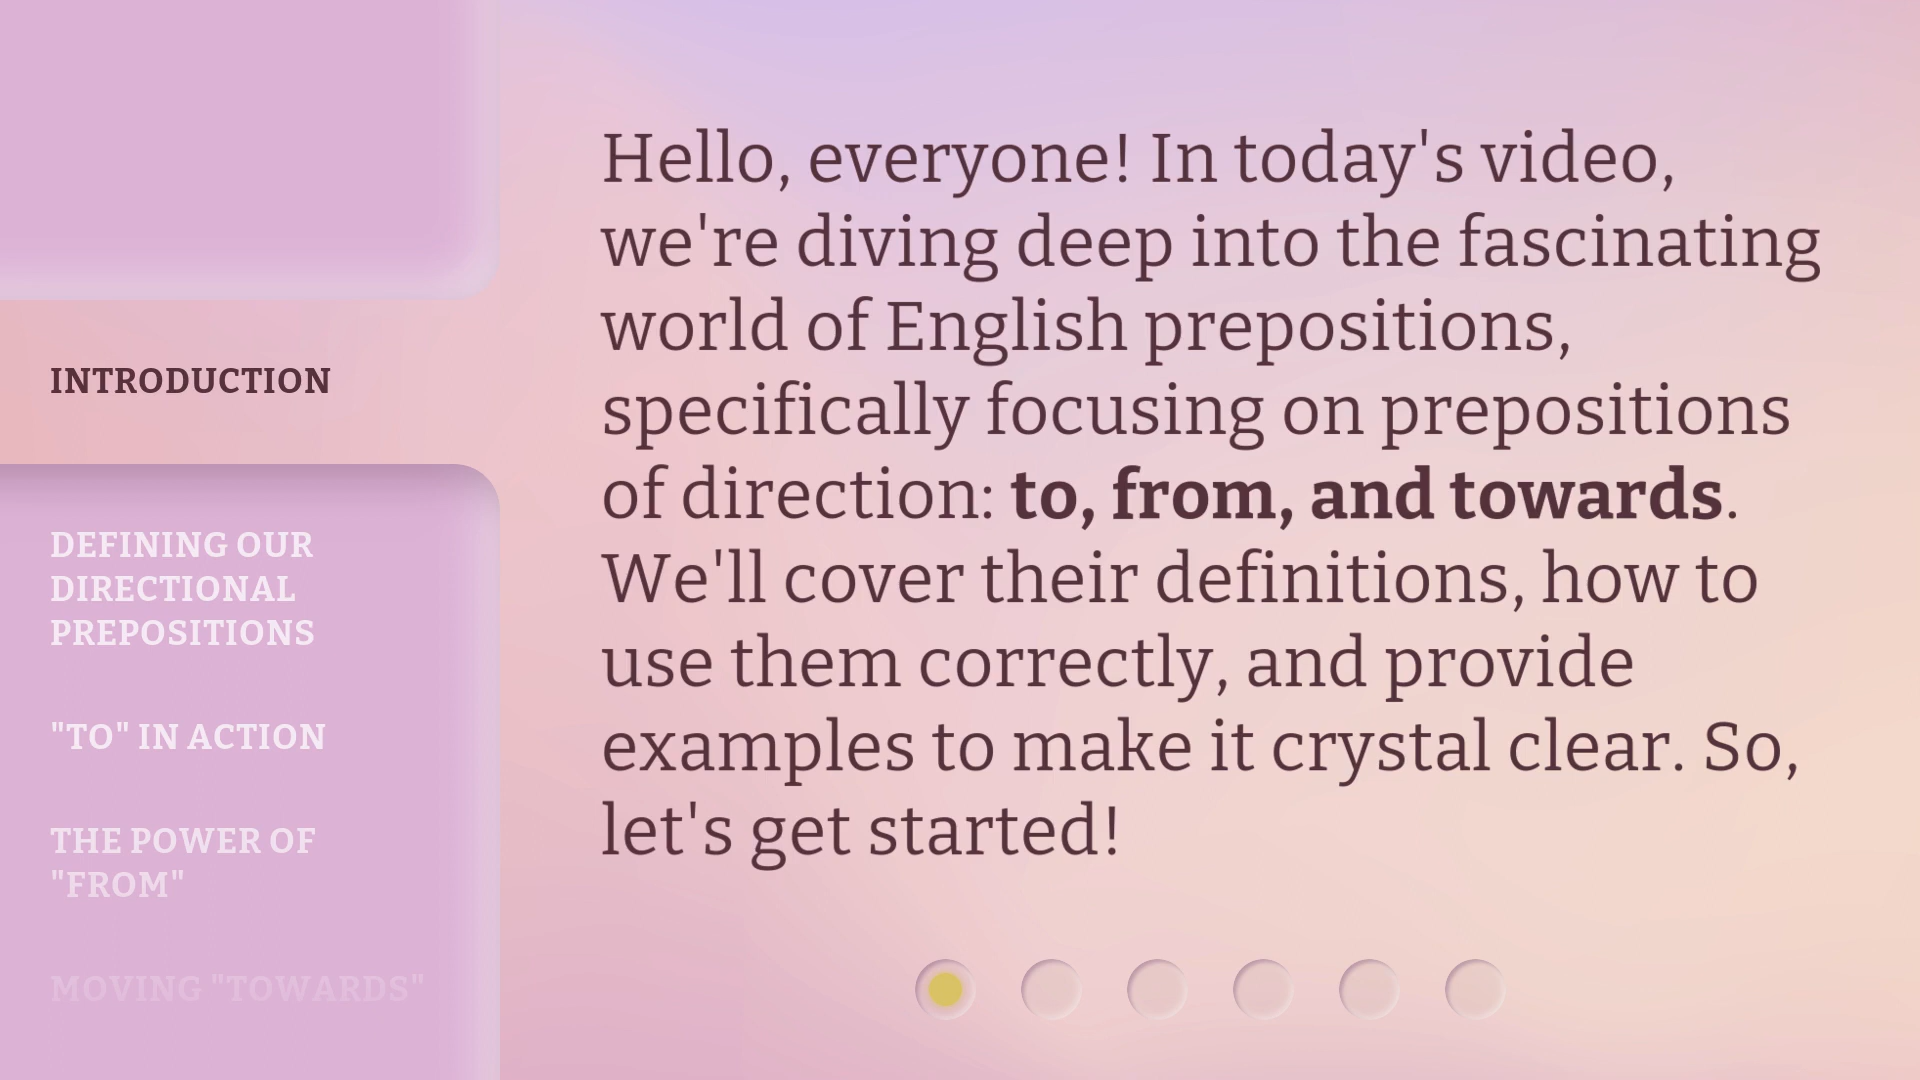 INTRODUCTION
DEFINING OUR
DIRECTIONAL
PREPOSITIONS
"TO" IN ACTION
THE POWER OF
"FROM"
MOVING "TOWARDS"
Hello, everyone! In today's video,
we're diving deep into the fascinating
world of English prepositions,
specifically focusing on prepositions
of direction: to, from, and towards.
We'll cover their definitions, how to
use them correctly, and provide
examples to make it crystal clear. So,
let's get started!